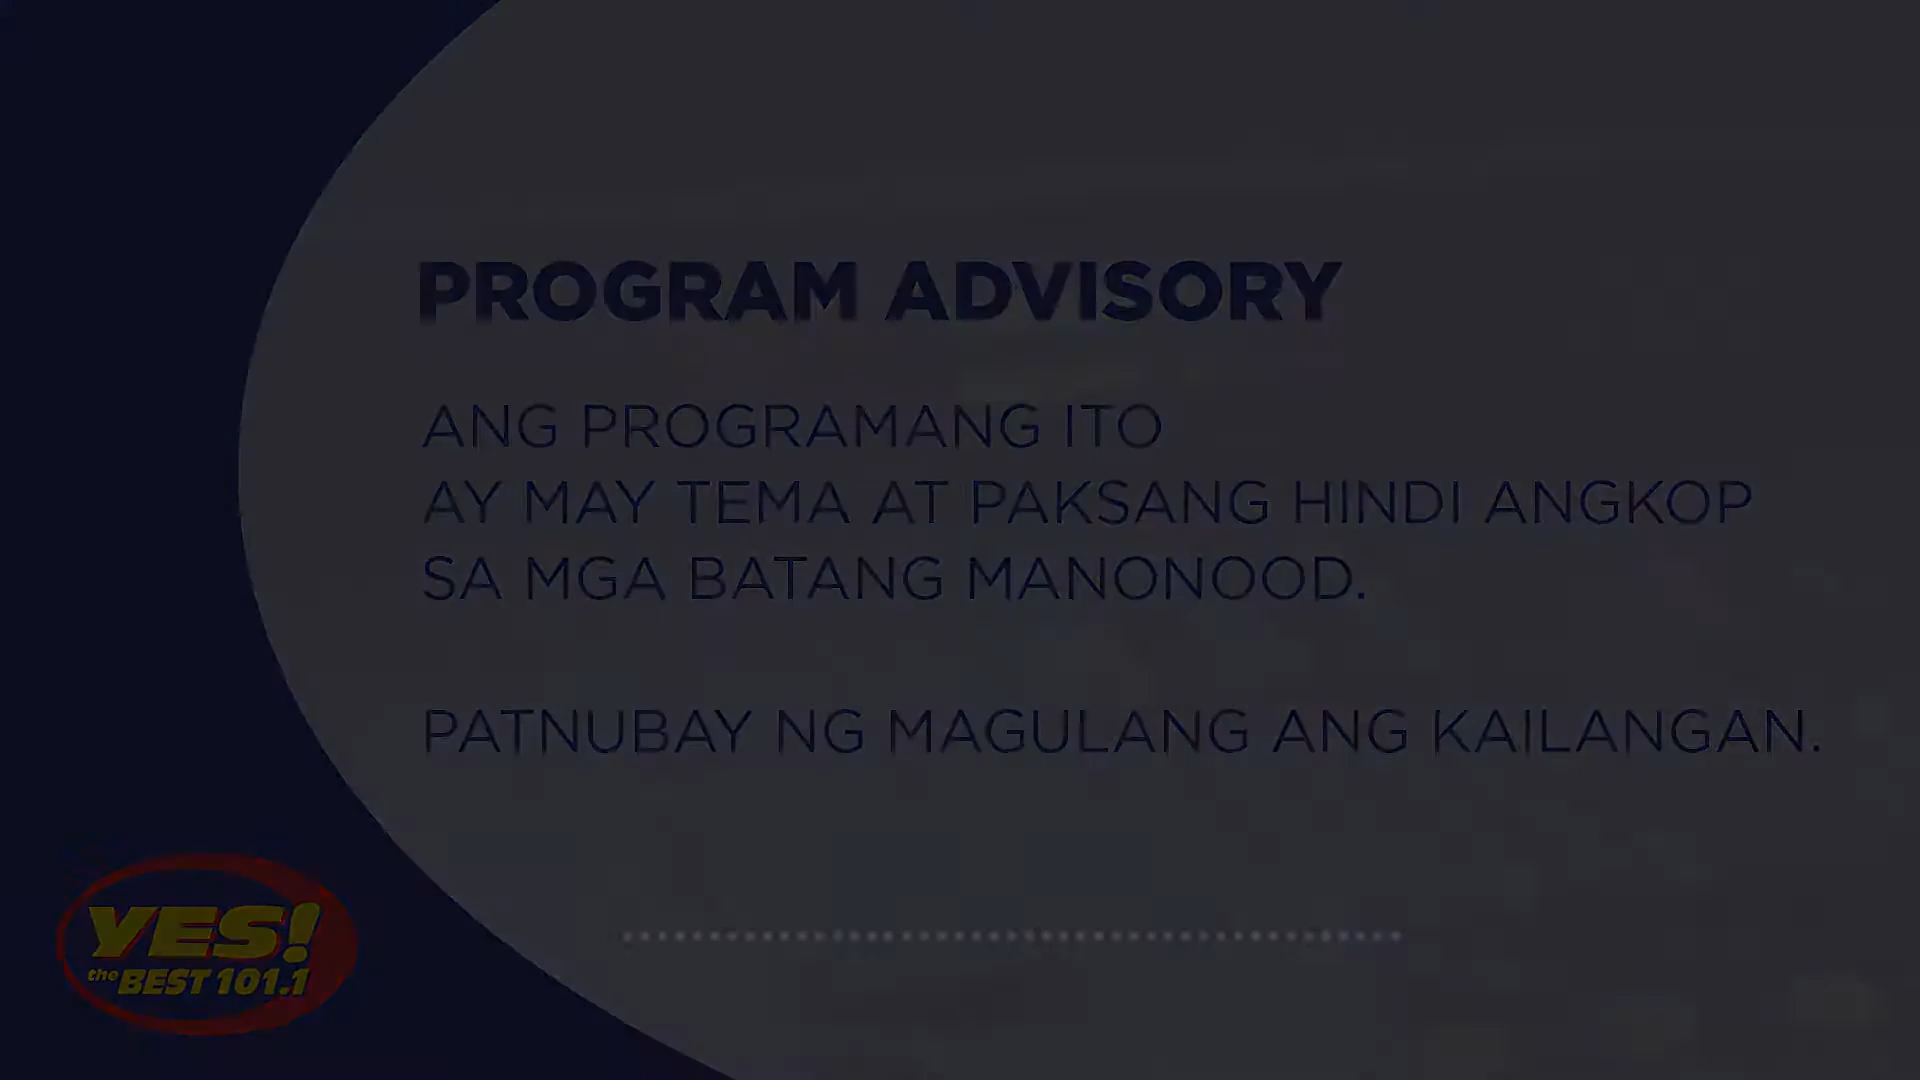 PROGRAM ADVISORY
ANG PROGRAMANG ITO
AY MAY TEMA AT PAKSANG HINDI ANGKOP
SA MGA BATANG MANONOOD.
PATNUBAY NG MAGULANG ANG KAILANGAN.
YES!
the BEST 101.1